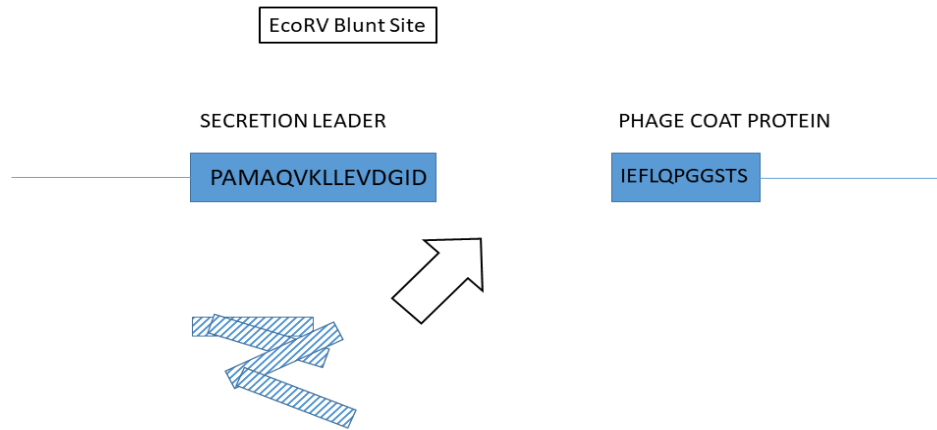 EcoRV Blunt Site
SECRETION LEADER
PHAGE COAT PROTEIN
PAMAQVKLLEVDGID
IEFLQPGGSTS